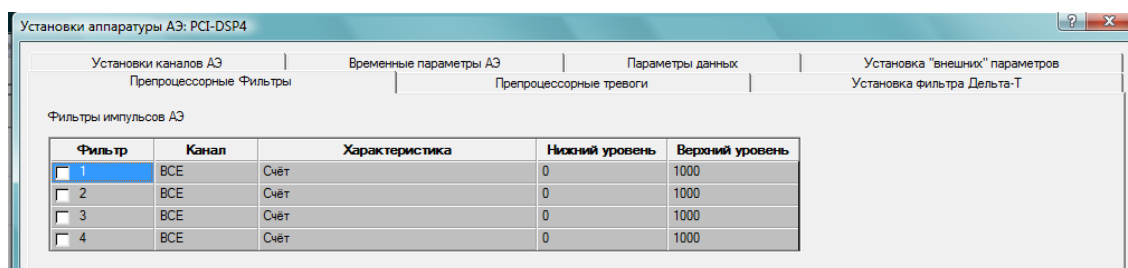 Установки аппаратуры АЭ: PCI-DSP4
Установки каналов АЭ Временные параметры АЭ Параметры данных Установка "внешних" параметров
Препроцессорные Фильтры Препроцессорные тревоги Установка фильтра Дельта-Т
Фильтры импульсов АЭ
Фильтр Канал Характеристика Нижний уровень Верхний уровень
1 ВСЕ Счёт 0 1000
2 ВСЕ Счёт 0 1000
3 ВСЕ Счёт 0 1000
4 ВСЕ Счёт 0 1000